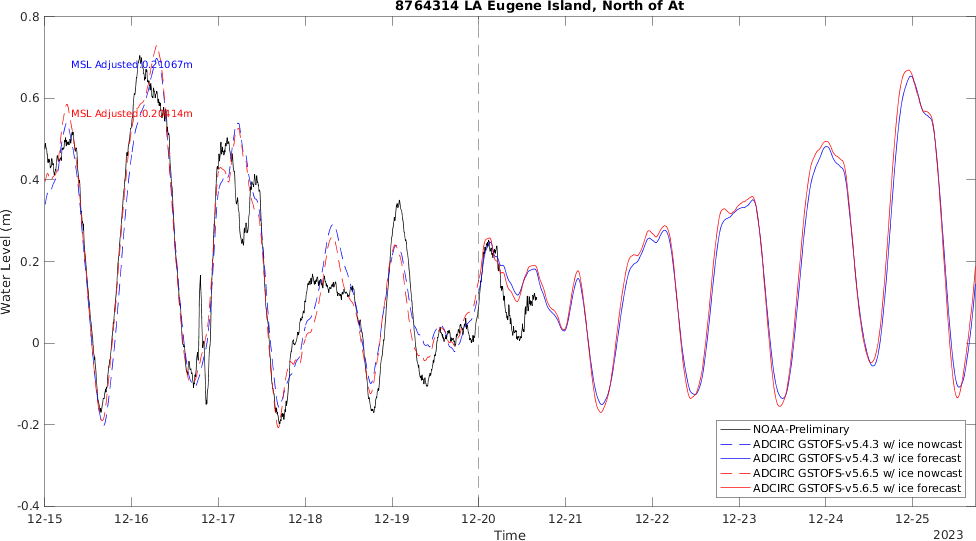 8764314 LA Eugene Island, North of At
0.8
0.6
0.4
0.2
0
-0.2
-0.4
Water Level (m)
MSL Adjusted:0.21067m
MSL Adjusted:0.20414m
NOAA-Preliminary
ADCIRC GSTOFS-v5.4.3 w/ ice nowcast
ADCIRC GSTOFS-v5.4.3 w/ ice forecast
ADCIRC GSTOFS-v5.6.5 w/ ice nowcast
ADCIRC GSTOFS-v5.6.5 w/ ice forecast
12-15 12-16 12-17 12-18 12-19 12-20 12-21 12-22 12-23 12-24 12-25
Time
2023